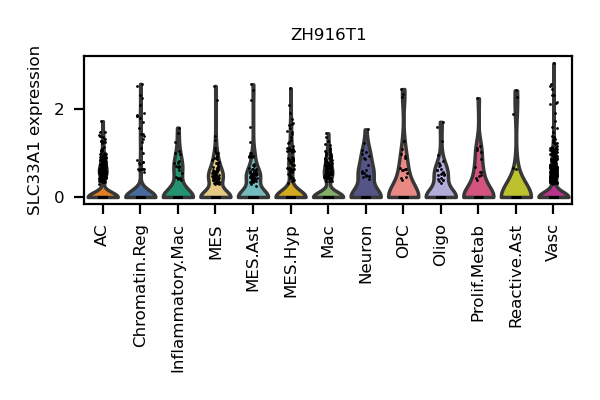 ZH916T1
SLC33A1 expression
2
0
AC
Chromatin.Reg
Inflammatory.Mac
MES
MES.Ast
MES.Hyp
Mac
Neuron
OPC
Oligo
Prolif.Metab
Reactive.Ast
Vasc